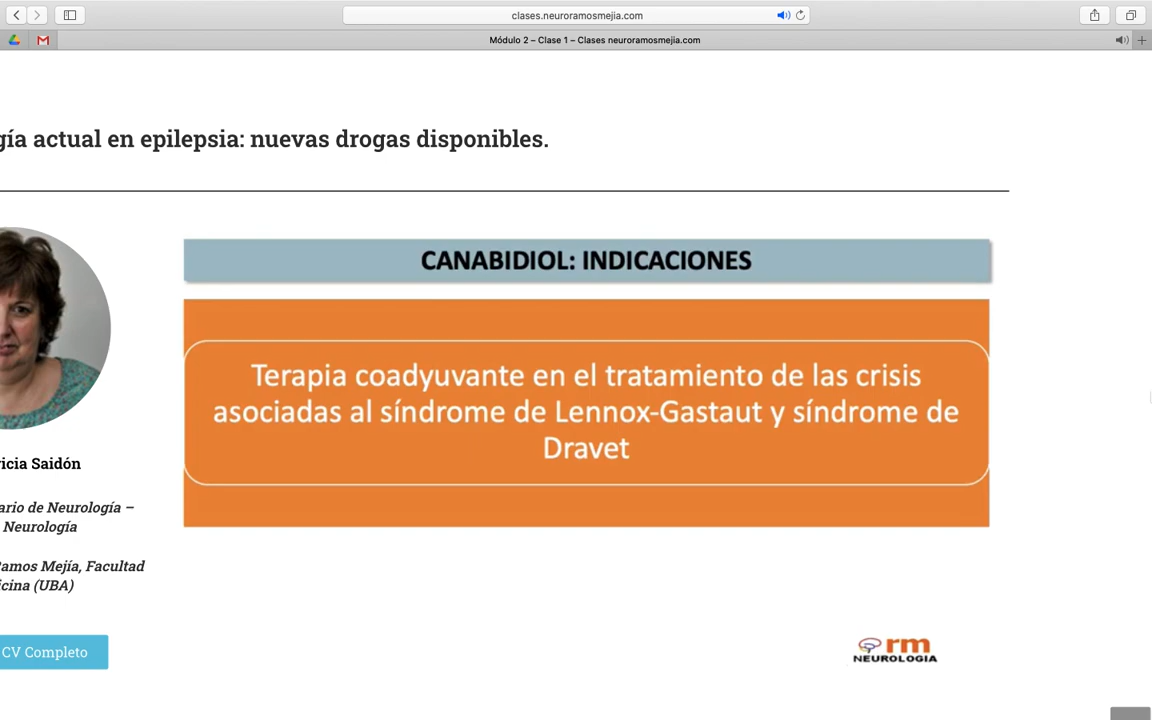 clases.neuroramosmejia.com
Módulo 2 – Clase 1 – Clases neuroramosmejia.com
gía actual en epilepsia: nuevas drogas disponibles.
CANABIDIOL: INDICACIONES
Terapia coadyuvante en el tratamiento de las crisis
asociadas al síndrome de Lennox-Gastaut y síndrome de
Dravet
ricia Saidón
ario de Neurología –
Neurología
Ramos Mejía, Facultad
icina (UBA)
CV Completo
rm
NEUROLOGIA